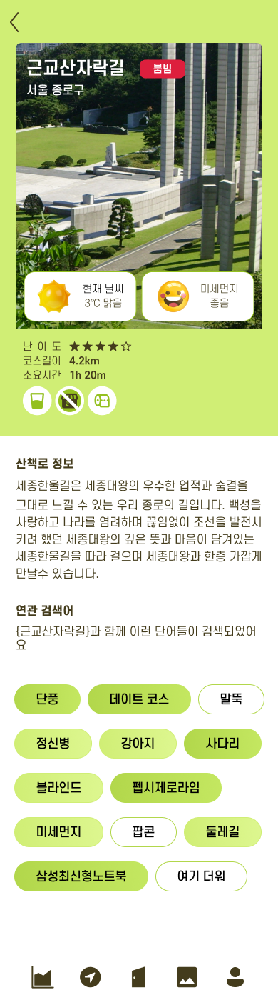 근교산자락길
붐빔
서울 종로구
현재 날씨
3℃ 맑음
미세먼지
좋음
난 이 도 ★★★★☆
코스길이 4.2km
소요시간 1h 20m
산책로 정보
세종한울길은 세종대왕의 우수한 업적과 숨결을
그대로 느낄 수 있는 우리 종로의 길입니다. 백성을
사랑하고 나라를 염려하며 끊임없이 조선을 발전시
키려 했던 세종대왕의 깊은 뜻과 마음이 담겨있는
세종한울길을 따라 걸으며 세종대왕과 한층 가깝게
만날수 있습니다.
연관 검색어
{근교산자락길}과 함께 이런 단어들이 검색되었어
요
단풍 데이트 코스 말뚝
정신병 강아지 사다리
블라인드 펩시제로라임
미세먼지 팝콘 둘레길
삼성최신형노트북 여기 더워